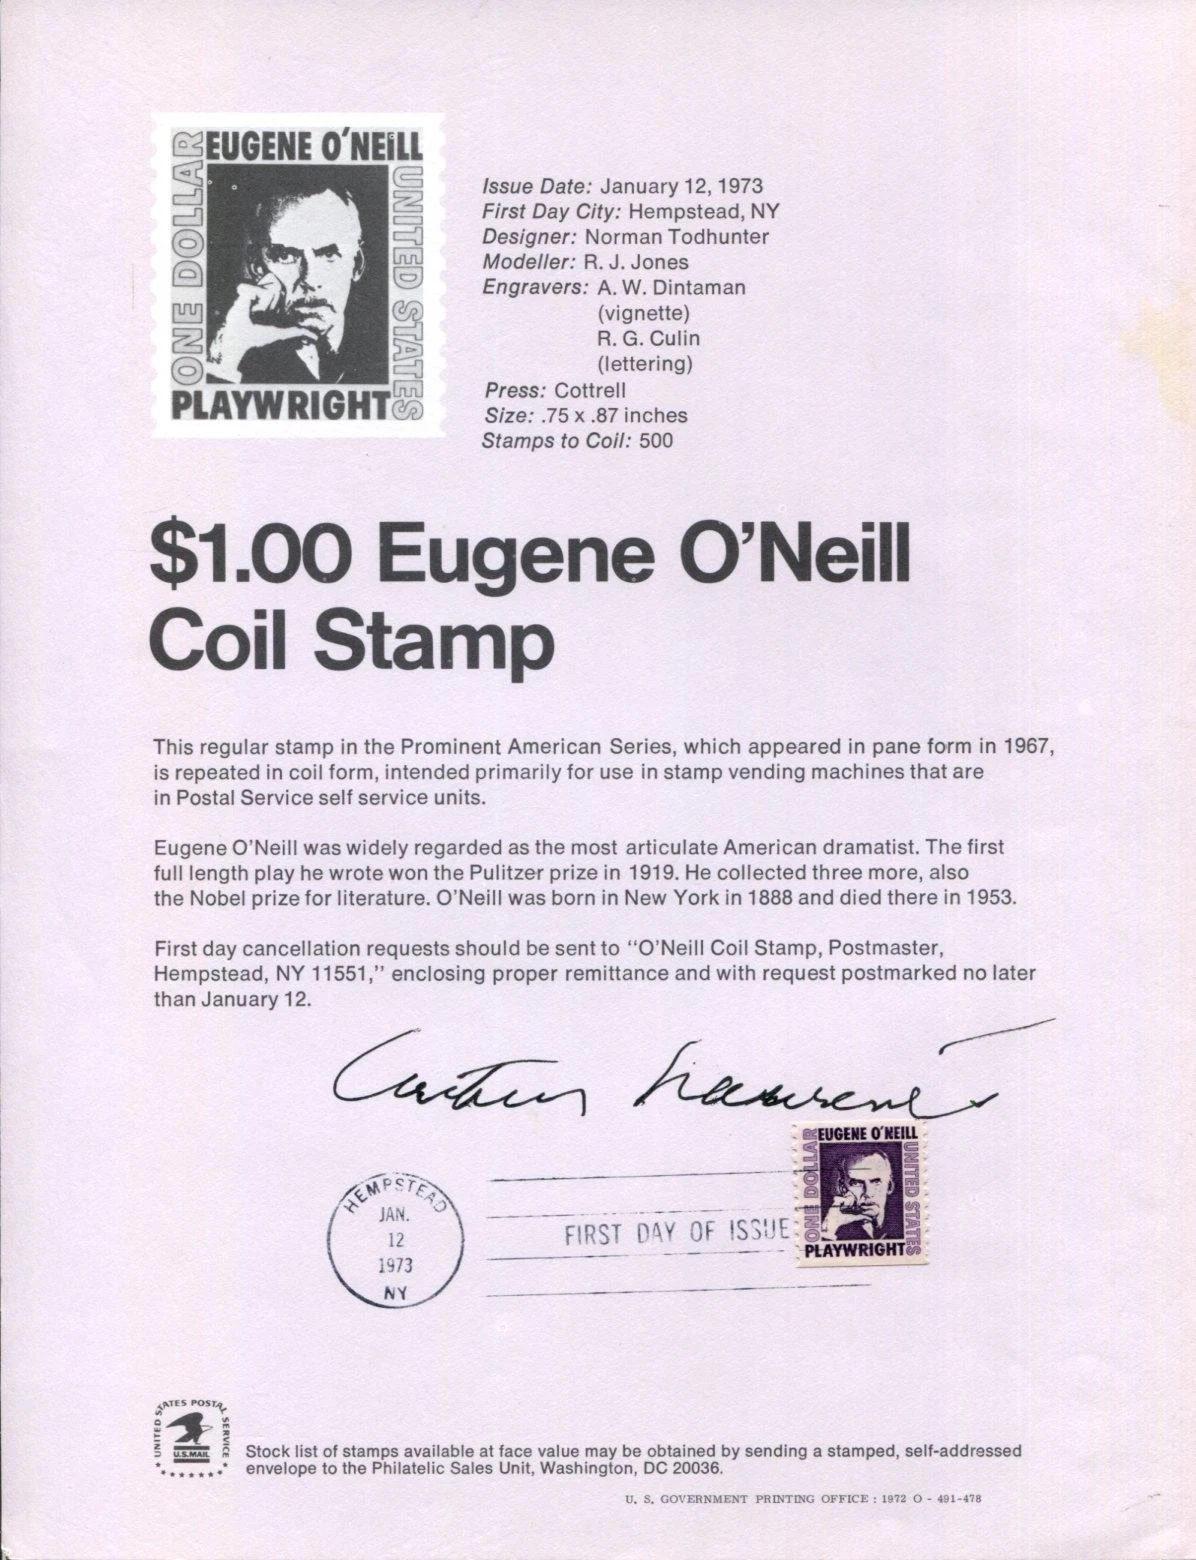 EUGENE O'NEiLL
ONE DOLLAR
UNITED STATES
PLAYWRIGHT
Issue Date: January 12, 1973
First Day City: Hempstead, NY
Designer: Norman Todhunter
Modeller: R. J. Jones
Engravers: A. W. Dintaman
(vignette)
R. G. Culin
(lettering)
Press: Cottrell
Size: .75 x .87 inches
Stamps to Coil: 500
$1.00 Eugene O'Neill
Coil Stamp
This regular stamp in the Prominent American Series, which appeared in pane form in 1967,
is repeated in coil form, intended primarily for use in stamp vending machines that are
in Postal Service self service units.
Eugene O'Neill was widely regarded as the most articulate American dramatist. The first
full length play he wrote won the Pulitzer prize in 1919. He collected three more, also
the Nobel prize for literature. O'Neill was born in New York in 1888 and died there in 1953.
First day cancellation requests should be sent to "O'Neill Coil Stamp, Postmaster,
Hempstead, NY 11551," enclosing proper remittance and with request postmarked no later
than January 12.
EUGENE O'NEILL
ONE DOLLAR
UNITED STATES
PLAYWRIGHT
HEMPSTEAD
JAN.
12
1973
NY
FIRST DAY OF ISSUE
UNITED STATES POSTAL SERVICE
U.S.MAIL
Stock list of stamps available at face value may be obtained by sending a stamped, self-addressed
envelope to the Philatelic Sales Unit, Washington, DC 20036.
U. S. GOVERNMENT PRINTING OFFICE : 1972 O - 491-478